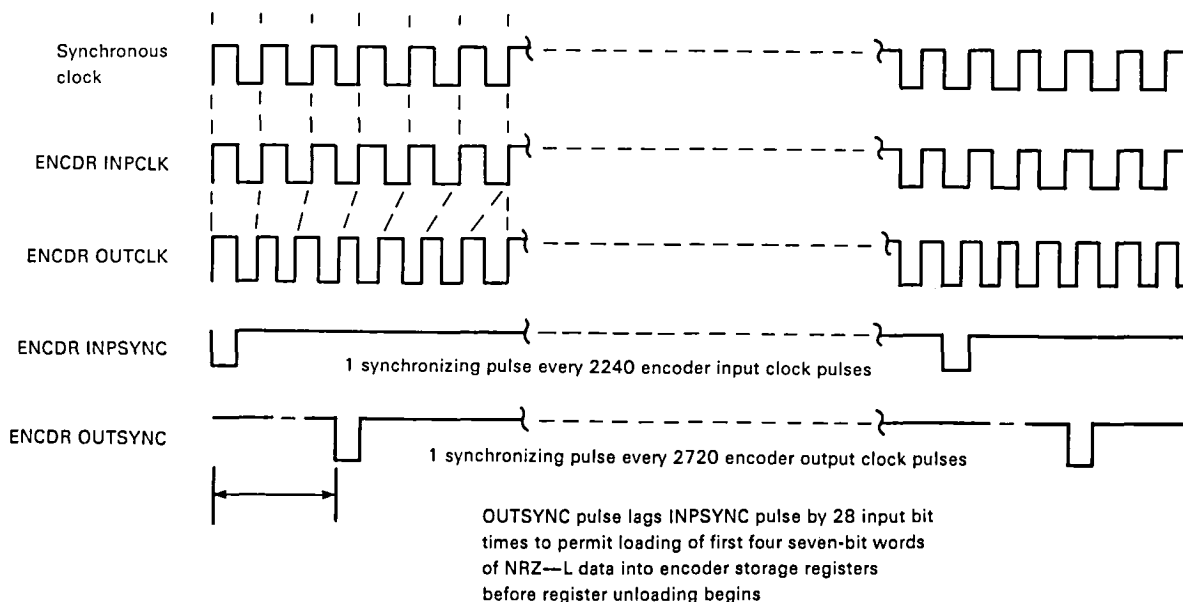 Synchronous
clock
ENCDR INPCLK
ENCDR OUTCLK
ENCDR INPSYNC
1 synchronizing pulse every 2240 encoder input clock pulses
ENCDR OUTSYNC
1 synchronizing pulse every 2720 encoder output clock pulses
OUTSYNC pulse lags INPSYNC pulse by 28 input bit
times to permit loading of first four seven-bit words
of NRZ—L data into encoder storage registers
before register unloading begins